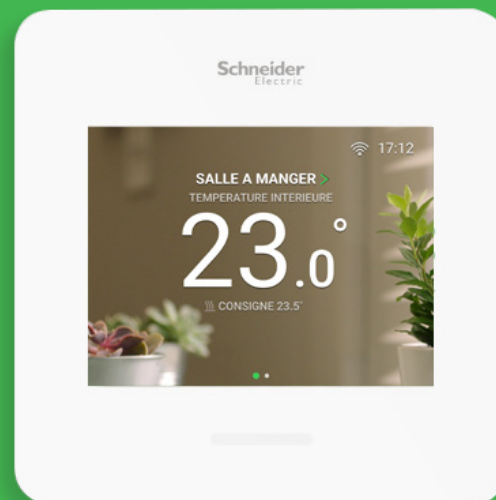 Schneider
Electric
17:12
SALLE A MANGER >
TEMPERATURE INTERIEURE
23.0°
CONSIGNE 23.5°